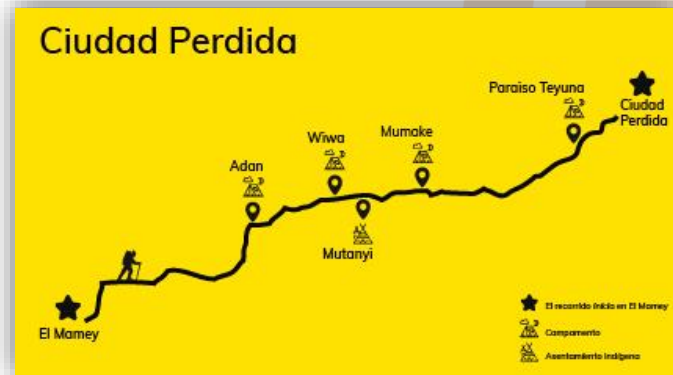 Ciudad Perdida
Paraiso Teyuna
Ciudad
Perdida
Mumake
Wiwa
Adan
Mutanyi
El Mamey
El recorrido inicia en El Mamey
Campamento
Asentamiento Indígena